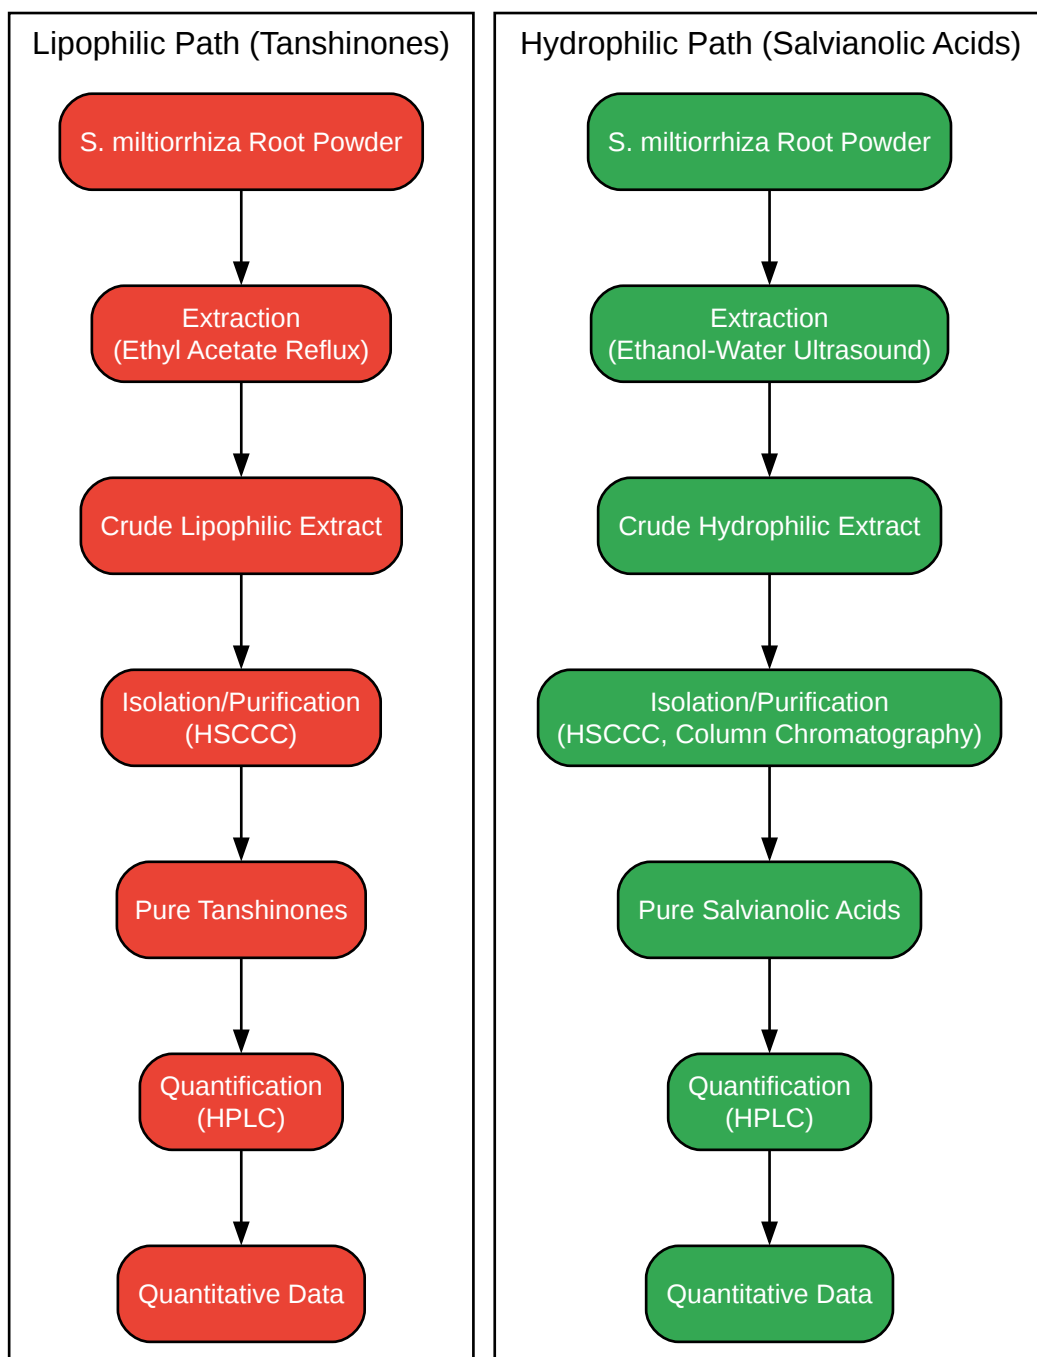 Lipophilic Path (Tanshinones)
S. miltiorrhiza Root Powder
Extraction
(Ethyl Acetate Reflux)
Crude Lipophilic Extract
Isolation/Purification
(HSCCC)
Pure Tanshinones
Quantification
(HPLC)
Quantitative Data
Hydrophilic Path (Salvianolic Acids)
S. miltiorrhiza Root Powder
Extraction
(Ethanol-Water Ultrasound)
Crude Hydrophilic Extract
Isolation/Purification
(HSCCC, Column Chromatography)
Pure Salvianolic Acids
Quantification
(HPLC)
Quantitative Data